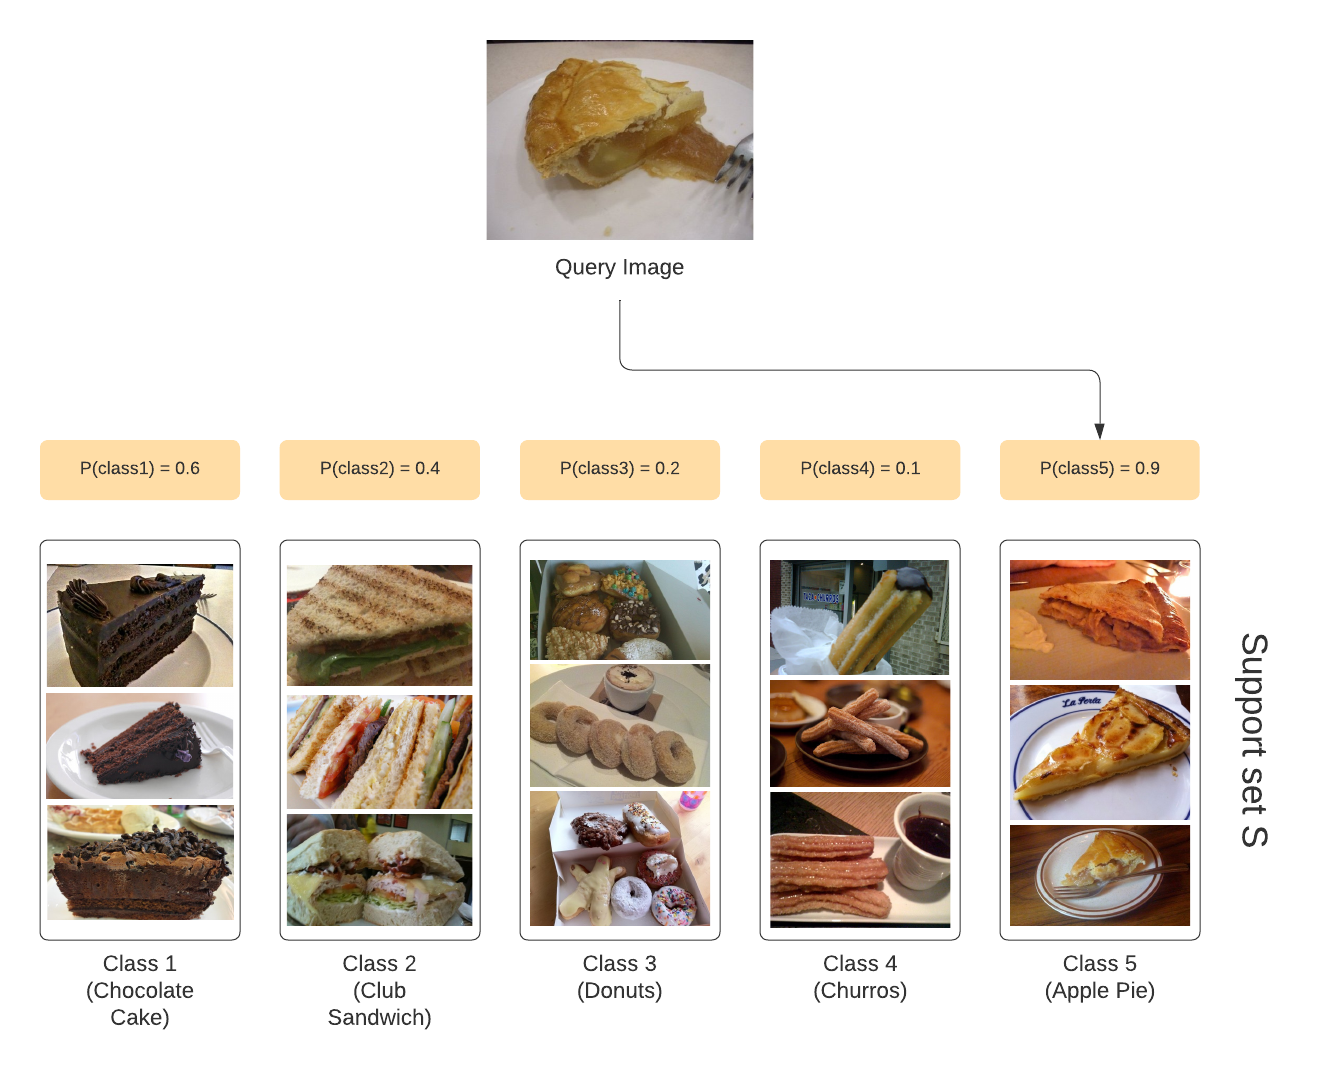 Query Image
P(class1) = 0.6
P(class2) = 0.4
P(class3) = 0.2
P(class4) = 0.1
P(class5) = 0.9
La Porta
Support set S
Class 1
(Chocolate
Cake)
Class 2
(Club
Sandwich)
Class 3
(Donuts)
Class 4
(Churros)
Class 5
(Apple Pie)